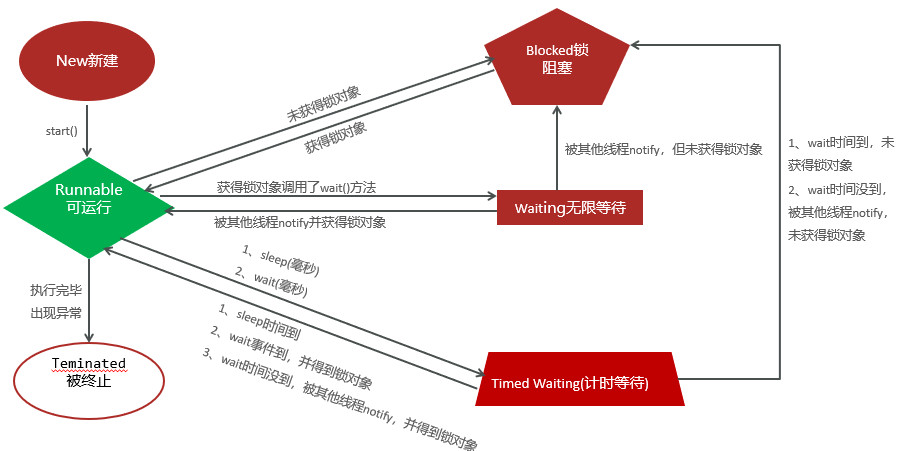 New新建
start()
Runnable
可运行
执行完毕
出现异常
Teminated
被终止
未获得锁对象
获得锁对象
获得锁对象调用了wait()方法
被其他线程notify并获得锁对象
1、sleep(毫秒)
2、wait(毫秒)
1、sleep时间到
2、wait事件到，并得到锁对象
3、wait时间没到，被其他线程notify，并得到锁对象
Blocked锁
阻塞
被其他线程notify，但未获得锁对象
Waiting无限等待
Timed Waiting(计时等待)
1、wait时间到，未
获得锁对象
2、wait时间没到，
被其他线程notify，
未获得锁对象